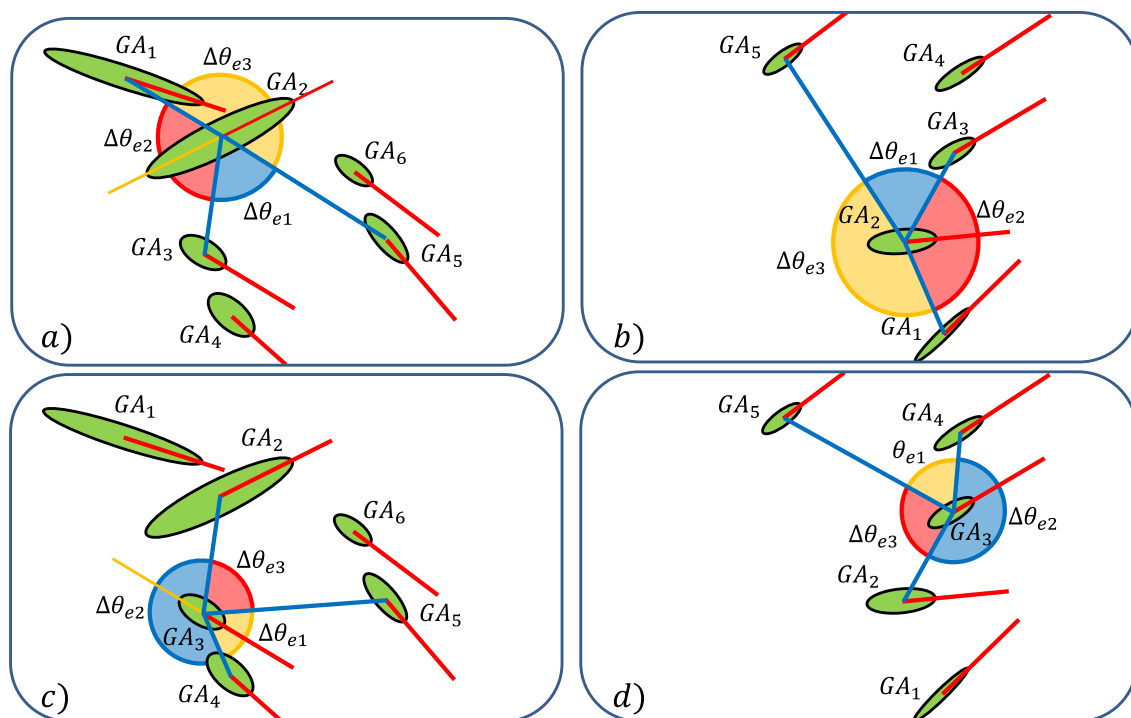 GA₁
Δθₑ₃
GA₂
Δθₑ₂
GA₆
Δθₑ₁
GA₃
GA₅
GA₄
a)
GA₅
GA₄
GA₃
Δθₑ₁
GA₂
Δθₑ₂
Δθₑ₃
GA₁
b)
GA₁
GA₂
GA₆
Δθₑ₃
Δθₑ₂
GA₅
GA₃
Δθₑ₁
GA₄
c)
GA₅
GA₄
θₑ₁
Δθₑ₂
GA₃
Δθₑ₃
GA₂
GA₁
d)